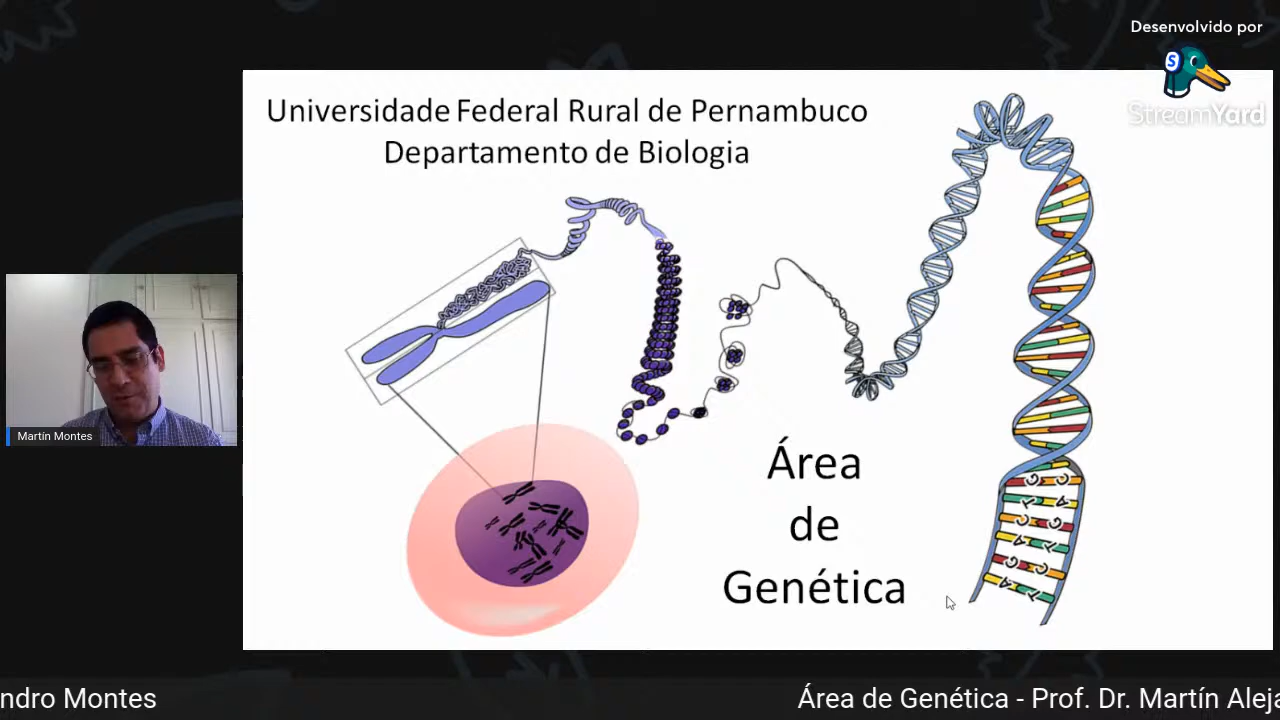 Desenvolvido por
StreamYard
Universidade Federal Rural de Pernambuco
Departamento de Biologia
Martín Montes
Área
de
Genética
ndro Montes
Área de Genética - Prof. Dr. Martín Aleja